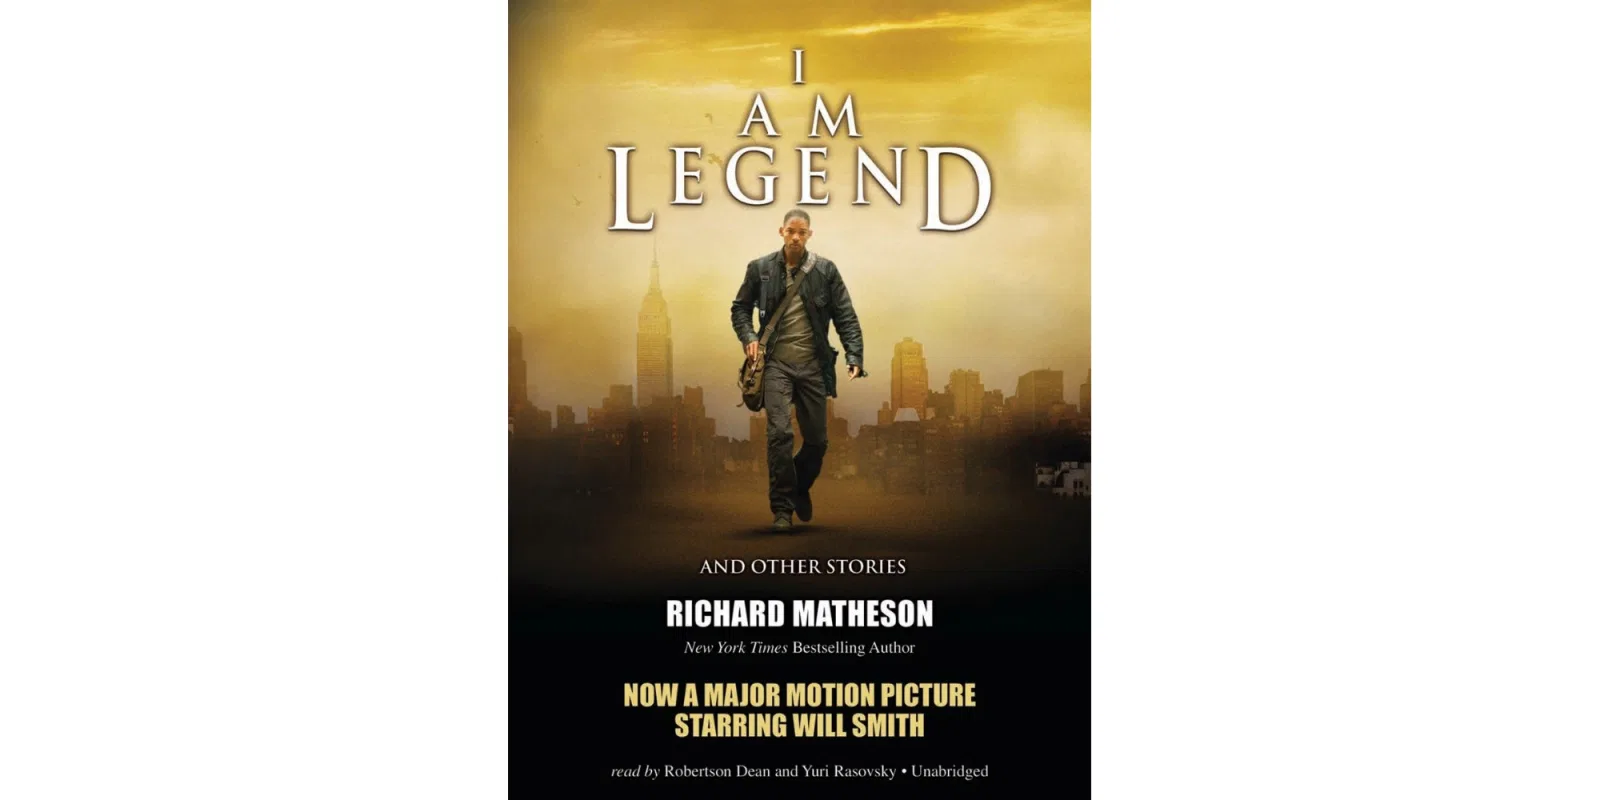 I
AM
LEGEND
AND OTHER STORIES
RICHARD MATHESON
New York Times Bestselling Author
NOW A MAJOR MOTION PICTURE
STARRING WILL SMITH
read by Robertson Dean and Yuri Rasovsky • Unabridged